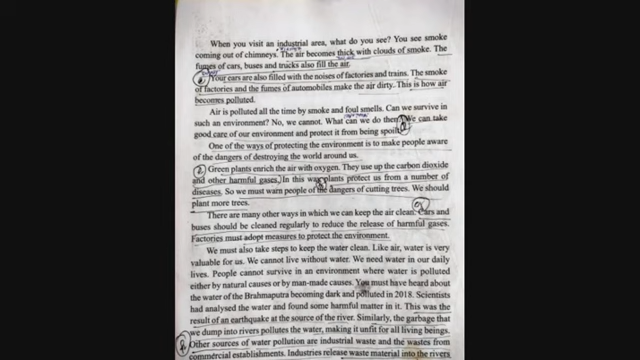 When you visit an industrial area, what do you see? You see smoke
coming out of chimneys. The air becomes thick with clouds of smoke. The
fumes of cars, buses and trucks also fill the air.
Your ears are also filled with the noises of factories and trains. The smoke
of factories and the fumes of automobiles make the air dirty. This is how air
becomes polluted.
Air is polluted all the time by smoke and foul smells. Can we survive in
such an environment? No, we cannot. What can we do then? We can take
good care of our environment and protect it from being spoilt.
One of the ways of protecting the environment is to make people aware
of the dangers of destroying the world around us.
Green plants enrich the air with oxygen. They use up the carbon dioxide
and other harmful gases. In this way plants protect us from a number of
diseases. So we must warn people of the dangers of cutting trees. We should
plant more trees.
There are many other ways in which we can keep the air clean. Cars and
buses should be cleaned regularly to reduce the release of harmful gases.
Factories must adopt measures to protect the environment.
We must also take steps to keep the water clean. Like air, water is very
valuable for us. We cannot live without water. We need water in our daily
lives. People cannot survive in an environment where water is polluted
either by natural causes or by man-made causes. You must have heard about
the water of the Brahmaputra becoming dark and polluted in 2018. Scientists
had analysed the water and found some harmful matter in it. This was the
result of an earthquake at the source of the river. Similarly, the garbage that
we dump into rivers pollutes the water, making it unfit for all living beings.
Other sources of water pollution are industrial waste and the wastes from
commercial establishments. Industries release waste material into the rivers